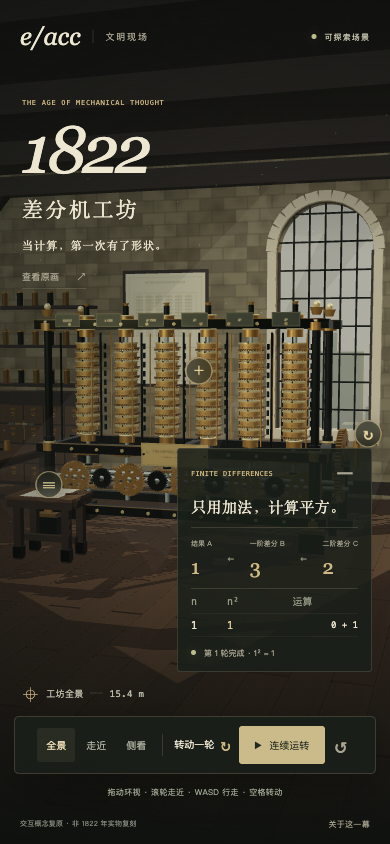 e/acc
文明现场
可探索场景
THE AGE OF MECHANICAL THOUGHT
1822
差分机工坊
当计算，第一次有了形状。
查看原画 ↗
FINITE DIFFERENCES
只用加法，计算平方。
结果 A 一阶差分 B 二阶差分 C
1 ← 3 ← 2
n n² 运算
1 1 0 + 1
第 1 轮完成 · 1² = 1
工坊全景 — 15.4 m
全景 走近 侧看 转动一轮 ↻ ▶ 连续运转 ↺
拖动环视 · 滚轮走近 · WASD 行走 · 空格转动
交互概念复原 · 非 1822 年实物复刻
关于这一幕